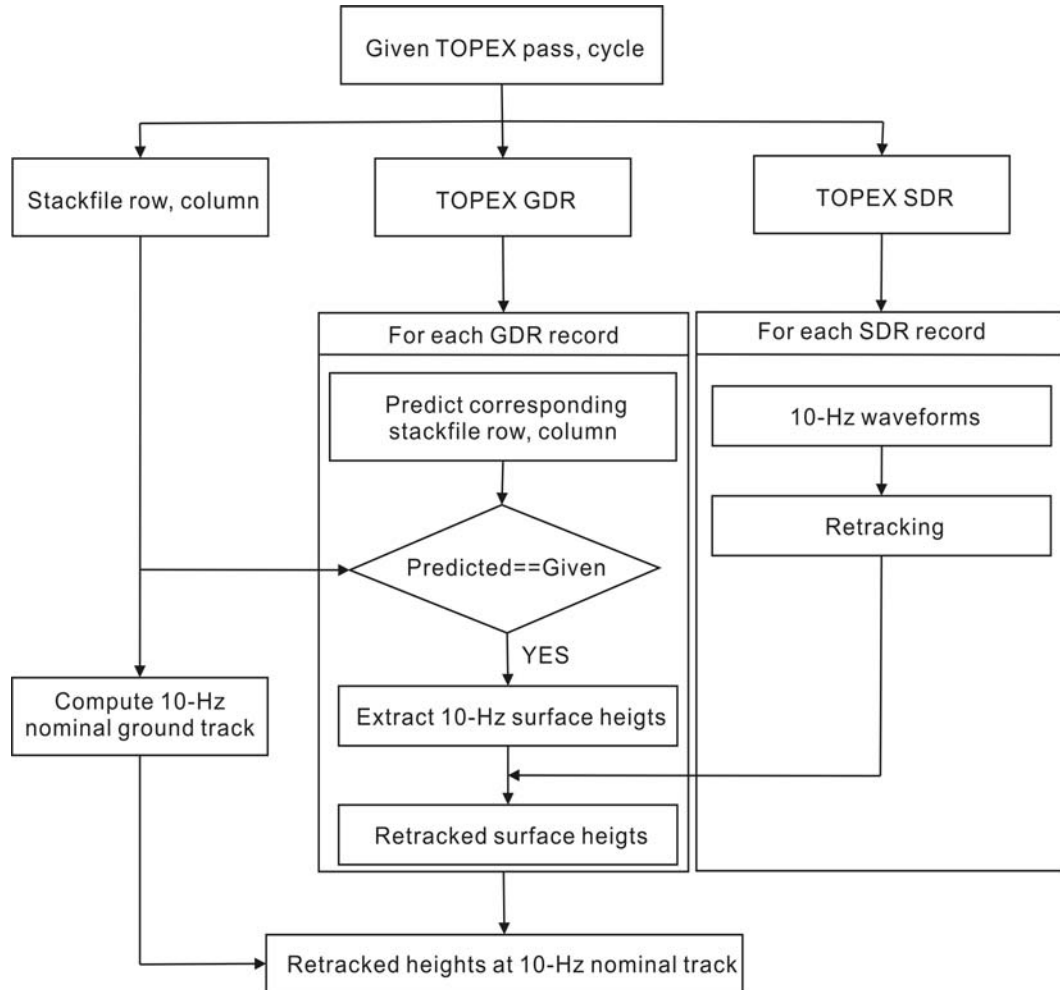 Given TOPEX pass, cycle
Stackfile row, column
TOPEX GDR
TOPEX SDR
For each GDR record
For each SDR record
Predict corresponding
stackfile row, column
10-Hz waveforms
Retracking
Predicted==Given
YES
Compute 10-Hz
nominal ground track
Extract 10-Hz surface heigts
Retracked surface heigts
Retracked heights at 10-Hz nominal track